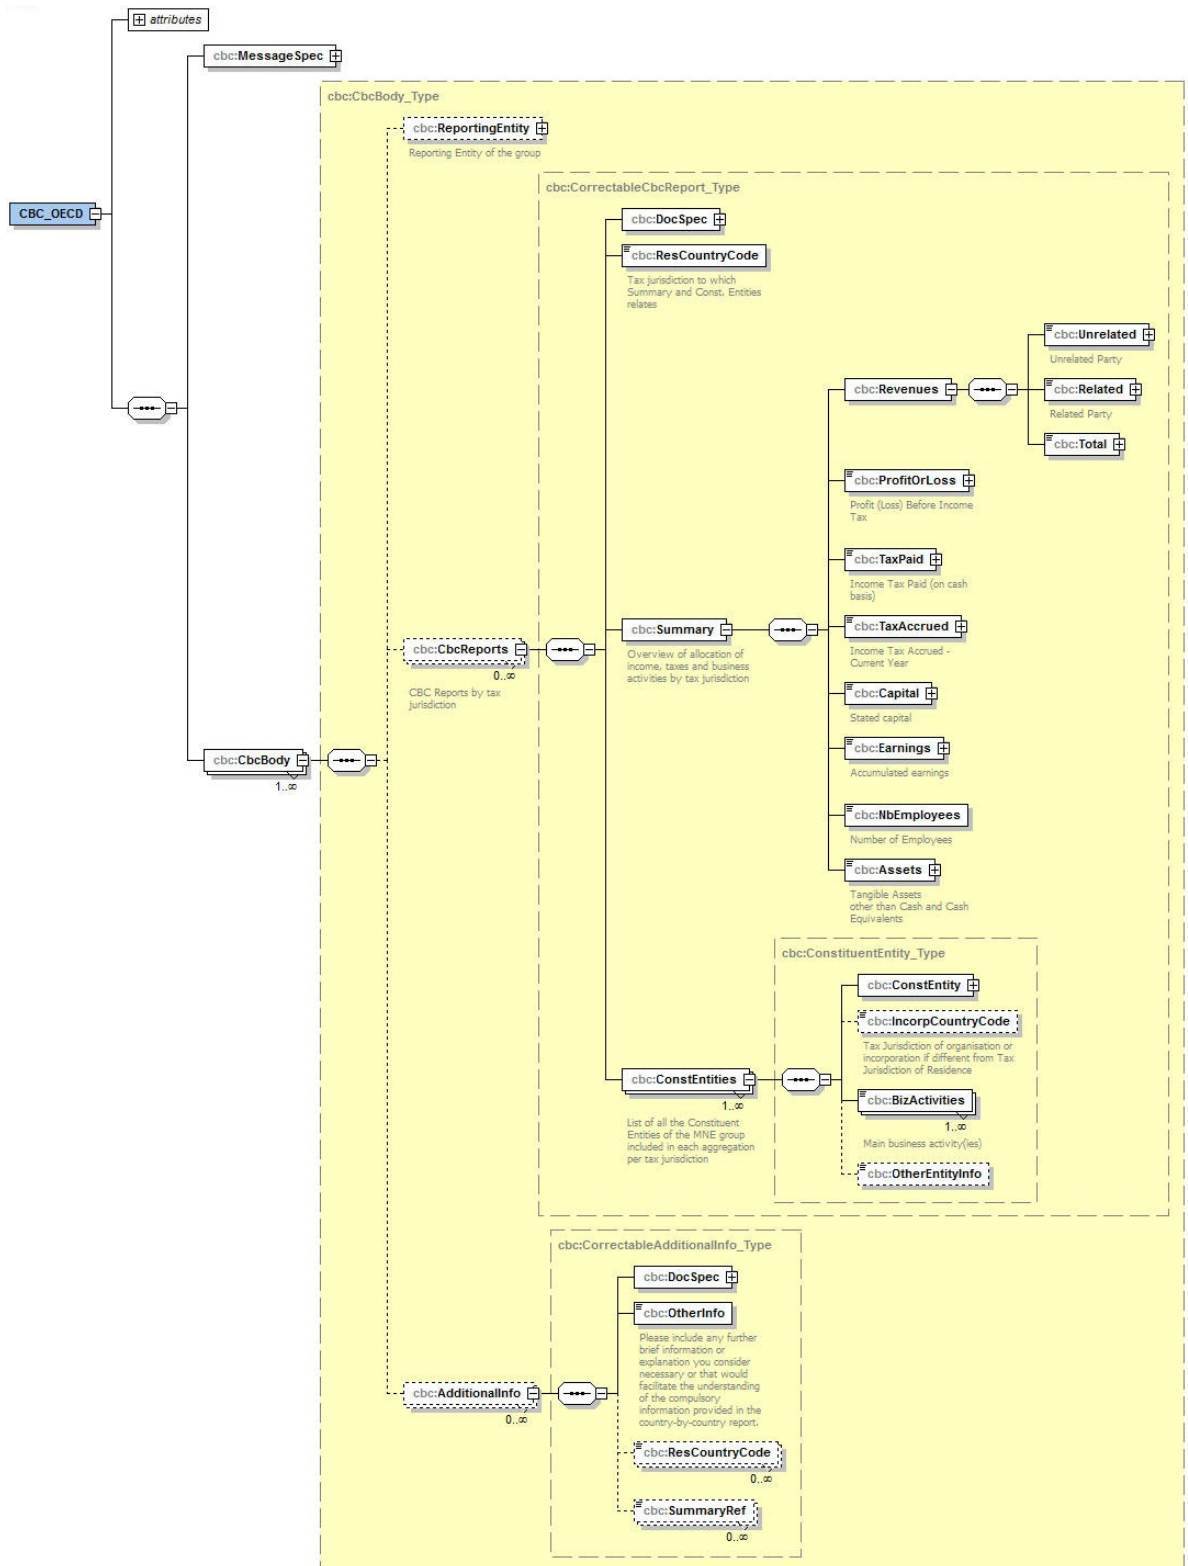 attributes
cbc:MessageSpec
cbc:CbcBody_Type
cbc:ReportingEntity
Reporting Entity of the group
cbc:CorrectableCbcReport_Type
CBC_OECD
cbc:DocSpec
cbc:ResCountryCode
Tax jurisdiction to which
Summary and Const. Entities
relates
cbc:Unrelated
Unrelated Party
cbc:Revenues
cbc:Related
Related Party
cbc:Total
cbc:ProfitOrLoss
Profit (Loss) Before Income
Tax
cbc:TaxPaid
Income Tax Paid (on cash
basis)
cbc:TaxAccrued
Income Tax Accrued -
Current Year
cbc:Summary
Overview of allocation of
income, taxes and business
activities by tax jurisdiction
cbc:CbcReports
0..∞
CBC Reports by tax
jurisdiction
cbc:Capital
Stated capital
cbc:Earnings
Accumulated earnings
cbc:CbcBody
1..∞
cbc:NbEmployees
Number of Employees
cbc:Assets
Tangible Assets
other than Cash and Cash
Equivalents
cbc:ConstituentEntity_Type
cbc:ConstEntity
cbc:IncorpCountryCode
Tax Jurisdiction of organisation or
incorporation if different from Tax
Jurisdiction of Residence
cbc:ConstEntities
1..∞
List of all the Constituent
Entities of the MNE group
included in each aggregation
per tax jurisdiction
cbc:BizActivities
1..∞
Main business activity(ies)
cbc:OtherEntityInfo
cbc:CorrectableAdditionalInfo_Type
cbc:DocSpec
cbc:OtherInfo
Please include any further
brief information or
explanation you consider
necessary or that would
facilitate the understanding
of the compulsory
information provided in the
country-by-country report.
cbc:AdditionalInfo
0..∞
cbc:ResCountryCode
0..∞
cbc:SummaryRef
0..∞